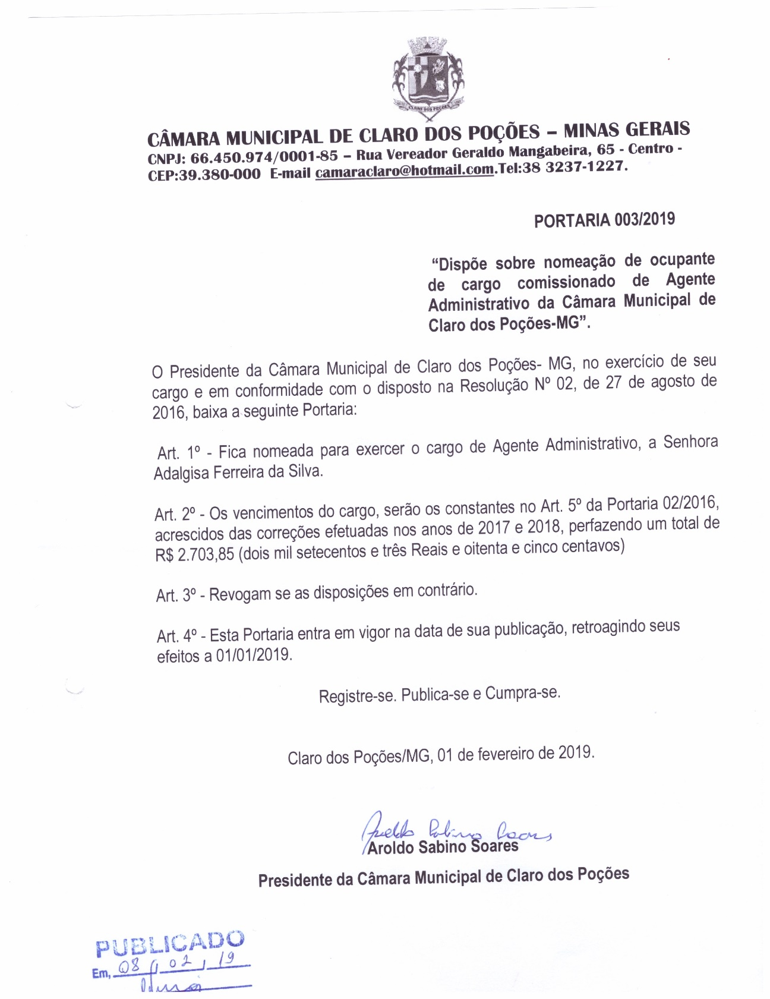 CLARO DOS POÇÕES
CÂMARA MUNICIPAL DE CLARO DOS POÇÕES – MINAS GERAIS
CNPJ: 66.450.974/0001-85 – Rua Vereador Geraldo Mangabeira, 65 - Centro -
CEP:39.380-000 E-mail camaraclaro@hotmail.com.Tel:38 3237-1227.
PORTARIA 003/2019
“Dispõe sobre nomeação de ocupante
de cargo comissionado de Agente
Administrativo da Câmara Municipal de
Claro dos Poções-MG”.
O Presidente da Câmara Municipal de Claro dos Poções- MG, no exercício de seu
cargo e em conformidade com o disposto na Resolução Nº 02, de 27 de agosto de
2016, baixa a seguinte Portaria:
Art. 1º - Fica nomeada para exercer o cargo de Agente Administrativo, a Senhora
Adalgisa Ferreira da Silva.
Art. 2º - Os vencimentos do cargo, serão os constantes no Art. 5º da Portaria 02/2016,
acrescidos das correções efetuadas nos anos de 2017 e 2018, perfazendo um total de
R$ 2.703,85 (dois mil setecentos e três Reais e oitenta e cinco centavos)
Art. 3º - Revogam se as disposições em contrário.
Art. 4º - Esta Portaria entra em vigor na data de sua publicação, retroagindo seus
efeitos a 01/01/2019.
Registre-se. Publica-se e Cumpra-se.
Claro dos Poções/MG, 01 de fevereiro de 2019.
Aroldo Sabino Soares
Aroldo Sabino Soares
Presidente da Câmara Municipal de Claro dos Poções
PUBLICADO
Em, 08 / 02 / 19